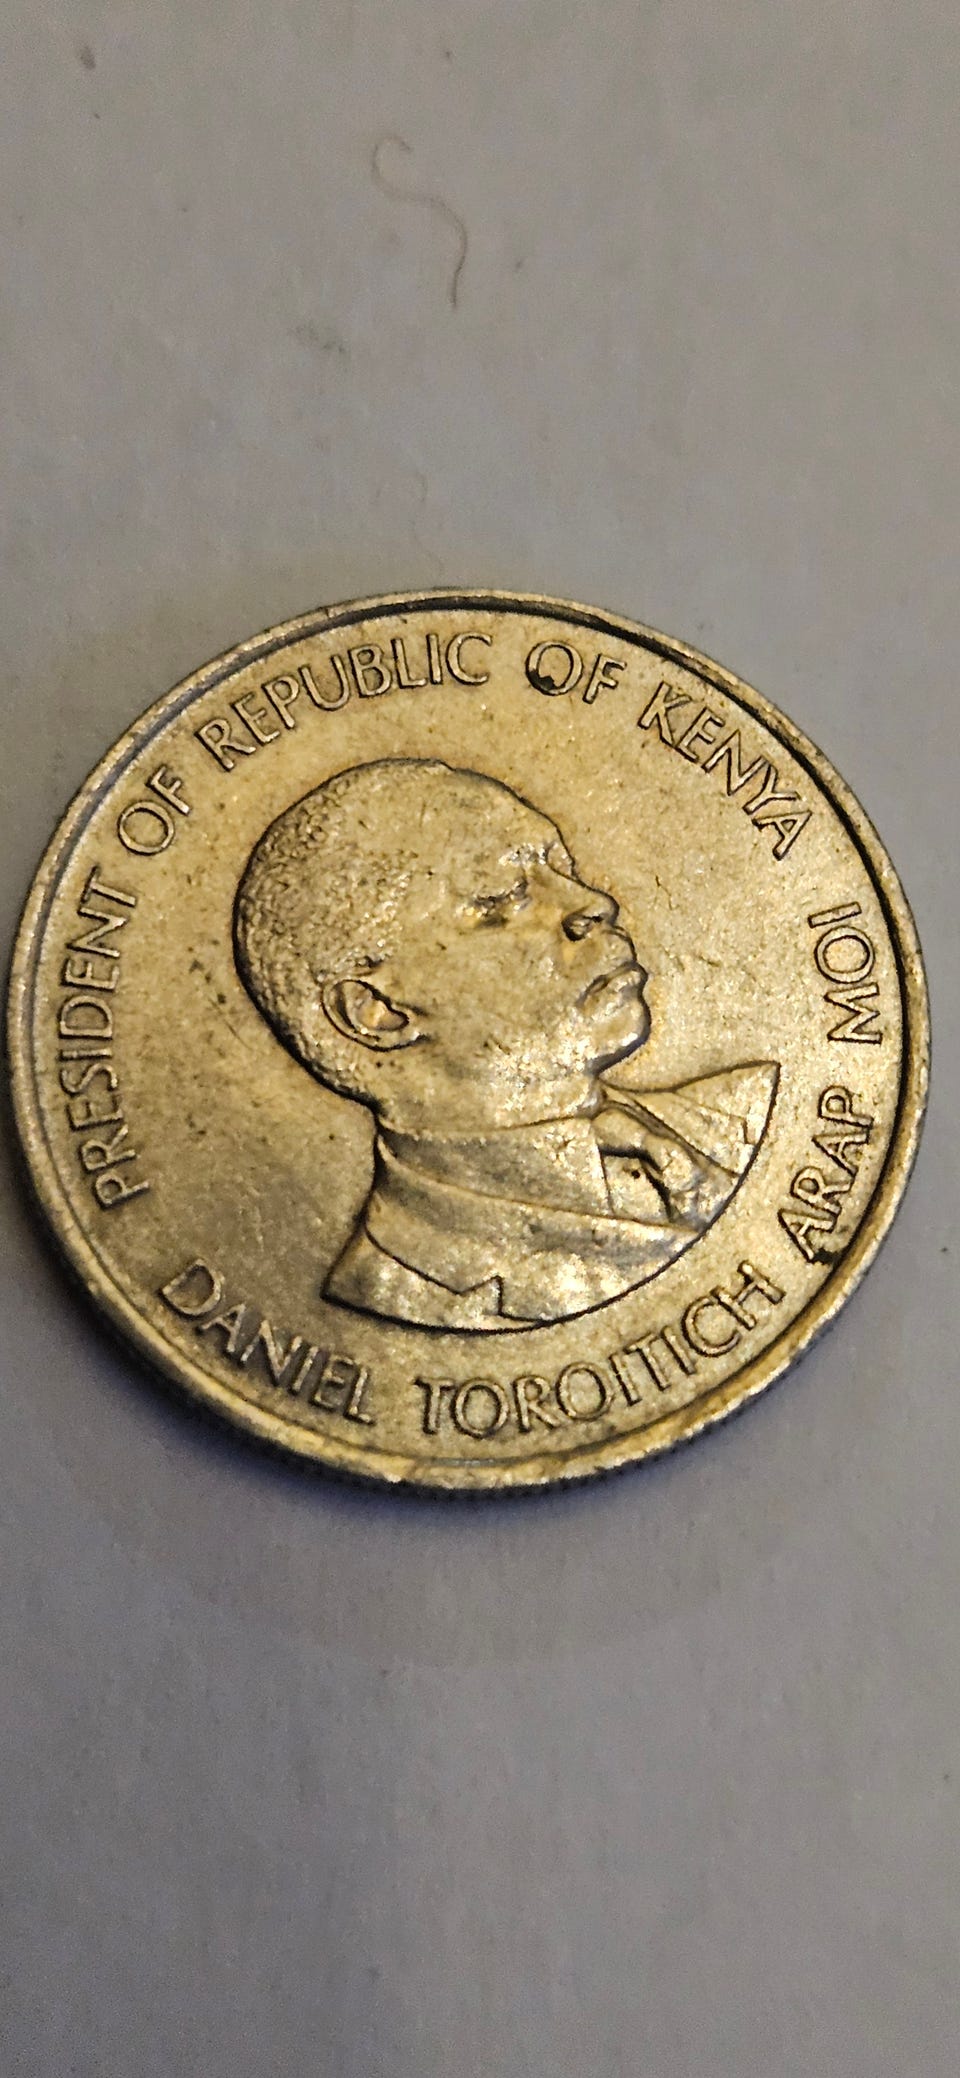 PRESIDENT OF REPUBLIC OF KENYA
DANIEL TOROITICH ARAP MOI